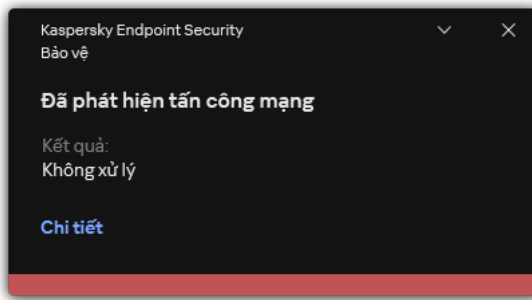 Kaspersky Endpoint Security
Bảo vệ
Đã phát hiện tấn công mạng
Kết quả:
Không xử lý
Chi tiết